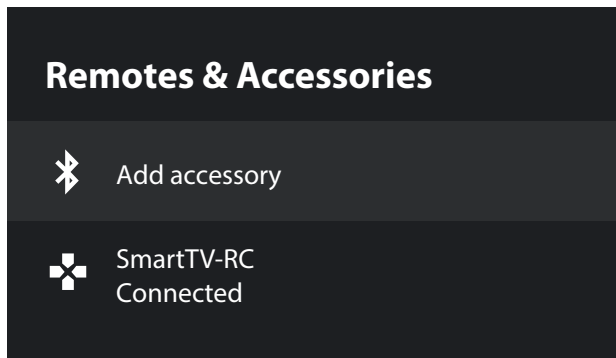 Remotes & Accessories
Add accessory
SmartTV-RC
Connected